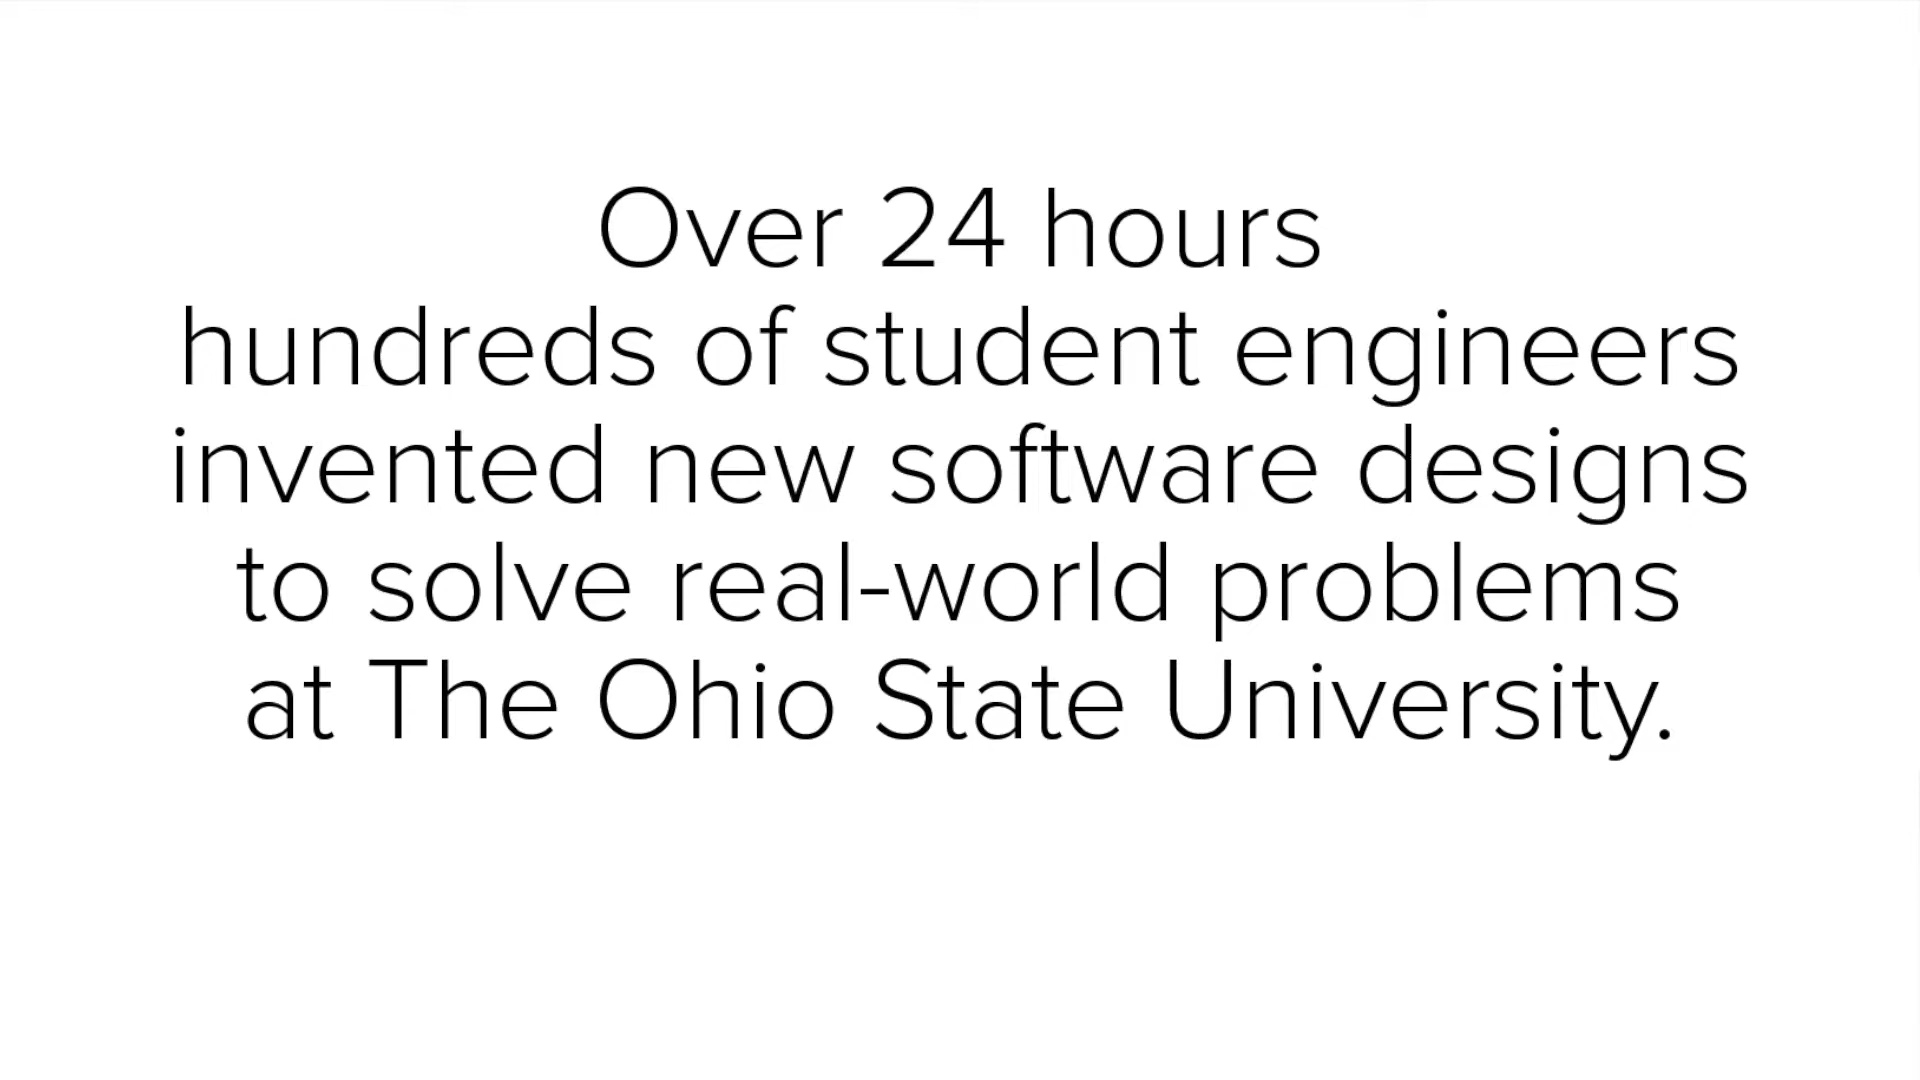 Over 24 hours
hundreds of student engineers
invented new software designs
to solve real-world problems
at The Ohio State University.